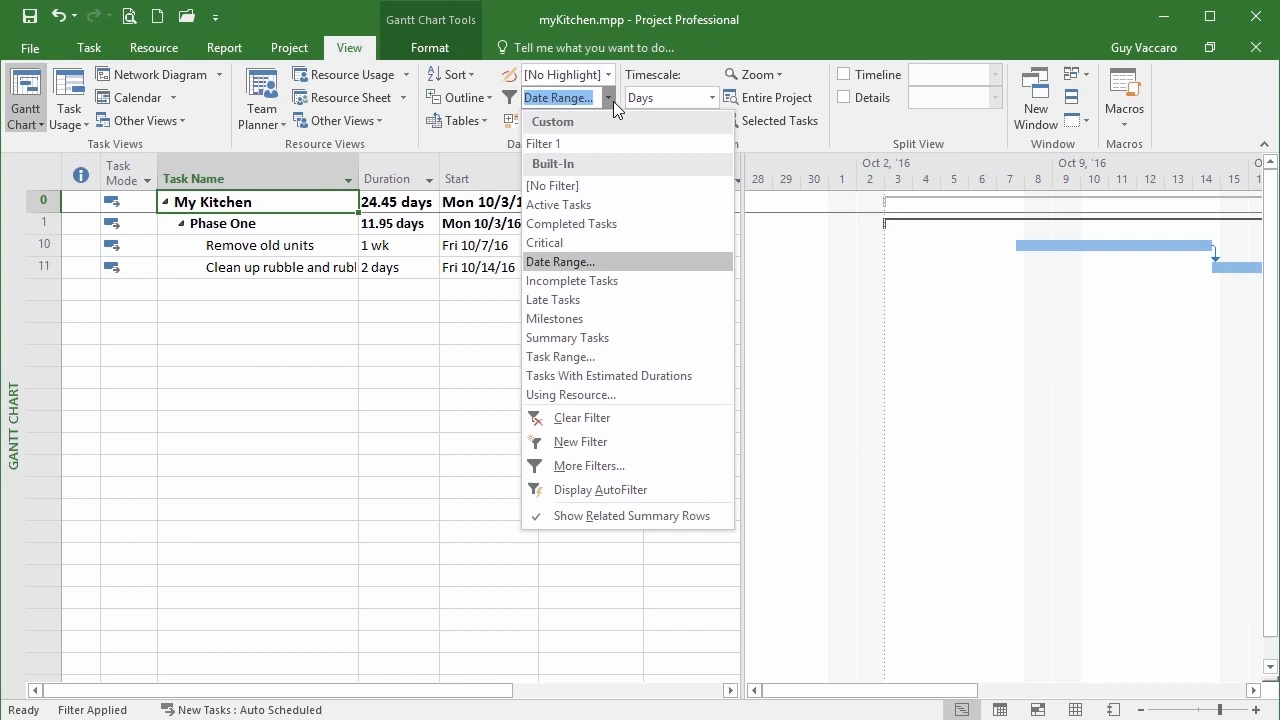 Gantt Chart Tools
myKitchen.mpp - Project Professional
File Task Resource Report Project View Format Tell me what you want to do... Guy Vaccaro
Gantt
Chart
Task
Usage
Network Diagram
Calendar
Other Views
Task Views
Team
Planner
Resource Usage
Resource Sheet
Other Views
Resource Views
Sort
Outline
Tables
[No Highlight]
Date Range...
Da
Timescale:
Days
Zoom
Entire Project
Selected Tasks
Timeline
Details
Split View
New
Window
Window
Macros
Macros
Custom
Filter 1
Built-In
[No Filter]
Active Tasks
Completed Tasks
Critical
Date Range...
Incomplete Tasks
Late Tasks
Milestones
Summary Tasks
Task Range...
Tasks With Estimated Durations
Using Resource...
Clear Filter
New Filter
More Filters...
Display AutoFilter
Show Related Summary Rows
Task
Mode
Task Name Duration Start
0 My Kitchen 24.45 days Mon 10/3/1
1 Phase One 11.95 days Mon 10/3/16
10 Remove old units 1 wk Fri 10/7/16
11 Clean up rubble and rubl 2 days Fri 10/14/16
Oct 2, '16 Oct 9, '16 O
28 29 30 1 2 3 4 5 6 7 8 9 10 11 12 13 14 15 1
GANTT CHART
Ready Filter Applied New Tasks : Auto Scheduled